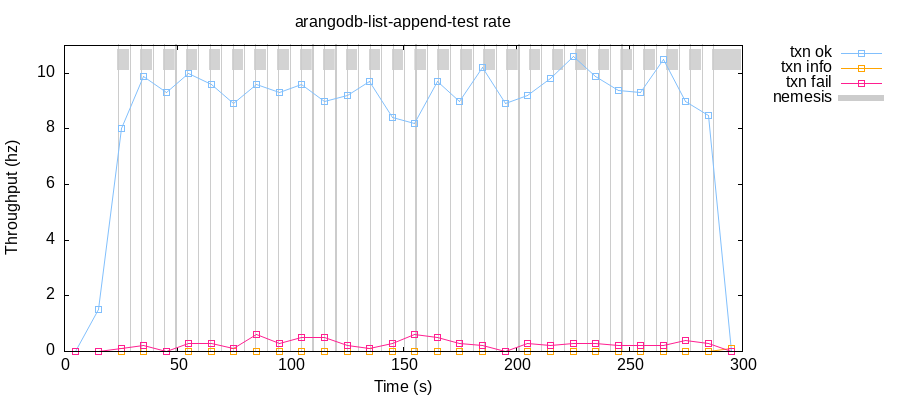 arangodb-list-append-test rate
txn ok
txn info
txn fail
nemesis
Throughput (hz)
10
8
6
4
2
0
0 50 100 150 200 250 300
Time (s)